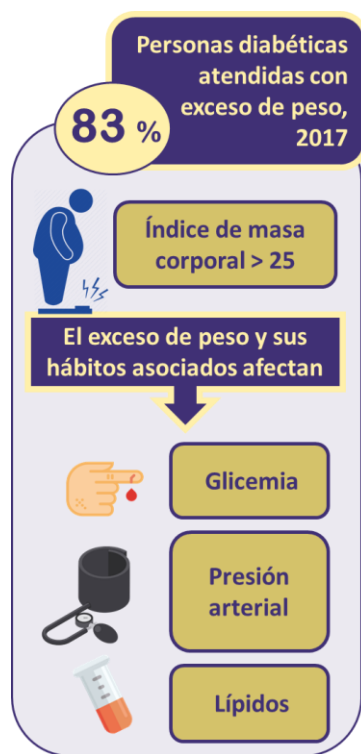 Personas diabéticas
atendidas con
exceso de peso,
2017
83 %
Índice de masa
corporal > 25
El exceso de peso y sus
hábitos asociados afectan
Glicemia
Presión
arterial
Lípidos